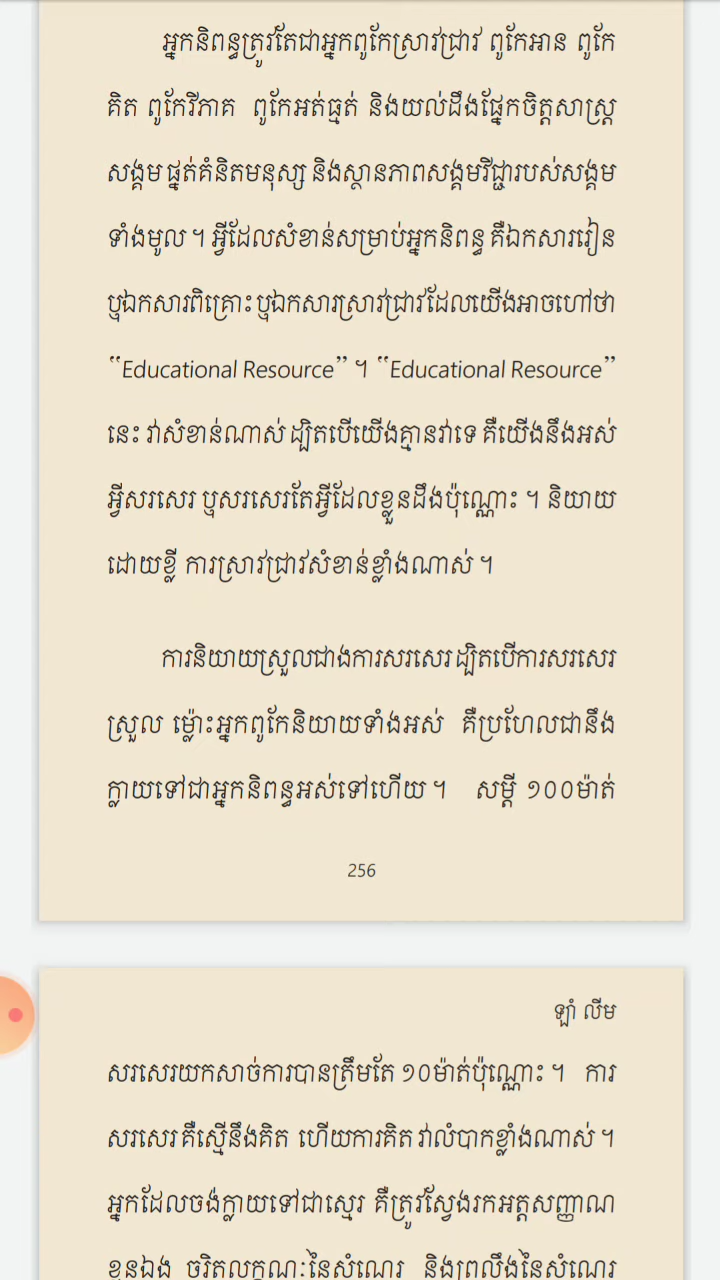 អ្នកនិពន្ធត្រូវតែជាអ្នកពូកែស្រាវជ្រាវ ពូកែអាន ពូកែ
គិត ពូកែវិភាគ ពូកែអត់ធ្មត់ និងយល់ដឹងផ្នែកចិត្តសាស្ត្រ
សង្គម ផ្នត់គំនិតមនុស្ស និងស្ថានភាពសង្គមវិជ្ជារបស់សង្គម
ទាំងមូល ។ អ្វីដែលសំខាន់សម្រាប់អ្នកនិពន្ធ គឺឯកសាររៀន
ឬឯកសារពិគ្រោះ ឬឯកសារស្រាវជ្រាវដែលយើងអាចហៅថា
“Educational Resource” ។ “Educational Resource”
នេះ វាសំខាន់ណាស់ ដ្បិតបើយើងគ្មានវាទេ គឺយើងនឹងអស់
អ្វីសរសេរ ឬសរសេរតែអ្វីដែលខ្លួនដឹងប៉ុណ្ណោះ ។ និយាយ
ដោយខ្លី ការស្រាវជ្រាវសំខាន់ខ្លាំងណាស់ ។
ការនិយាយស្រួលជាងការសរសេរ ដ្បិតបើការសរសេរ
ស្រួល ម្ល៉ោះអ្នកពូកែនិយាយទាំងអស់ គឺប្រហែលជានឹង
ក្លាយទៅជាអ្នកនិពន្ធអស់ទៅហើយ ។ សម្តី ១០០ម៉ាត់
256
ឡាំ លីម
សរសេរយកសាច់ការបានត្រឹមតែ ១០ម៉ាត់ប៉ុណ្ណោះ ។ ការ
សរសេរ គឺស្មើនឹងគិត ហើយការគិត វាលំបាកខ្លាំងណាស់ ។
អ្នកដែលចង់ក្លាយទៅជាស្មេរ គឺត្រូវស្វែងរកអត្តសញ្ញាណ
ខ្លួនឯង ចរិតលក្ខណៈនៃសំណេរ និងព្រលឹងនៃសំណេរ